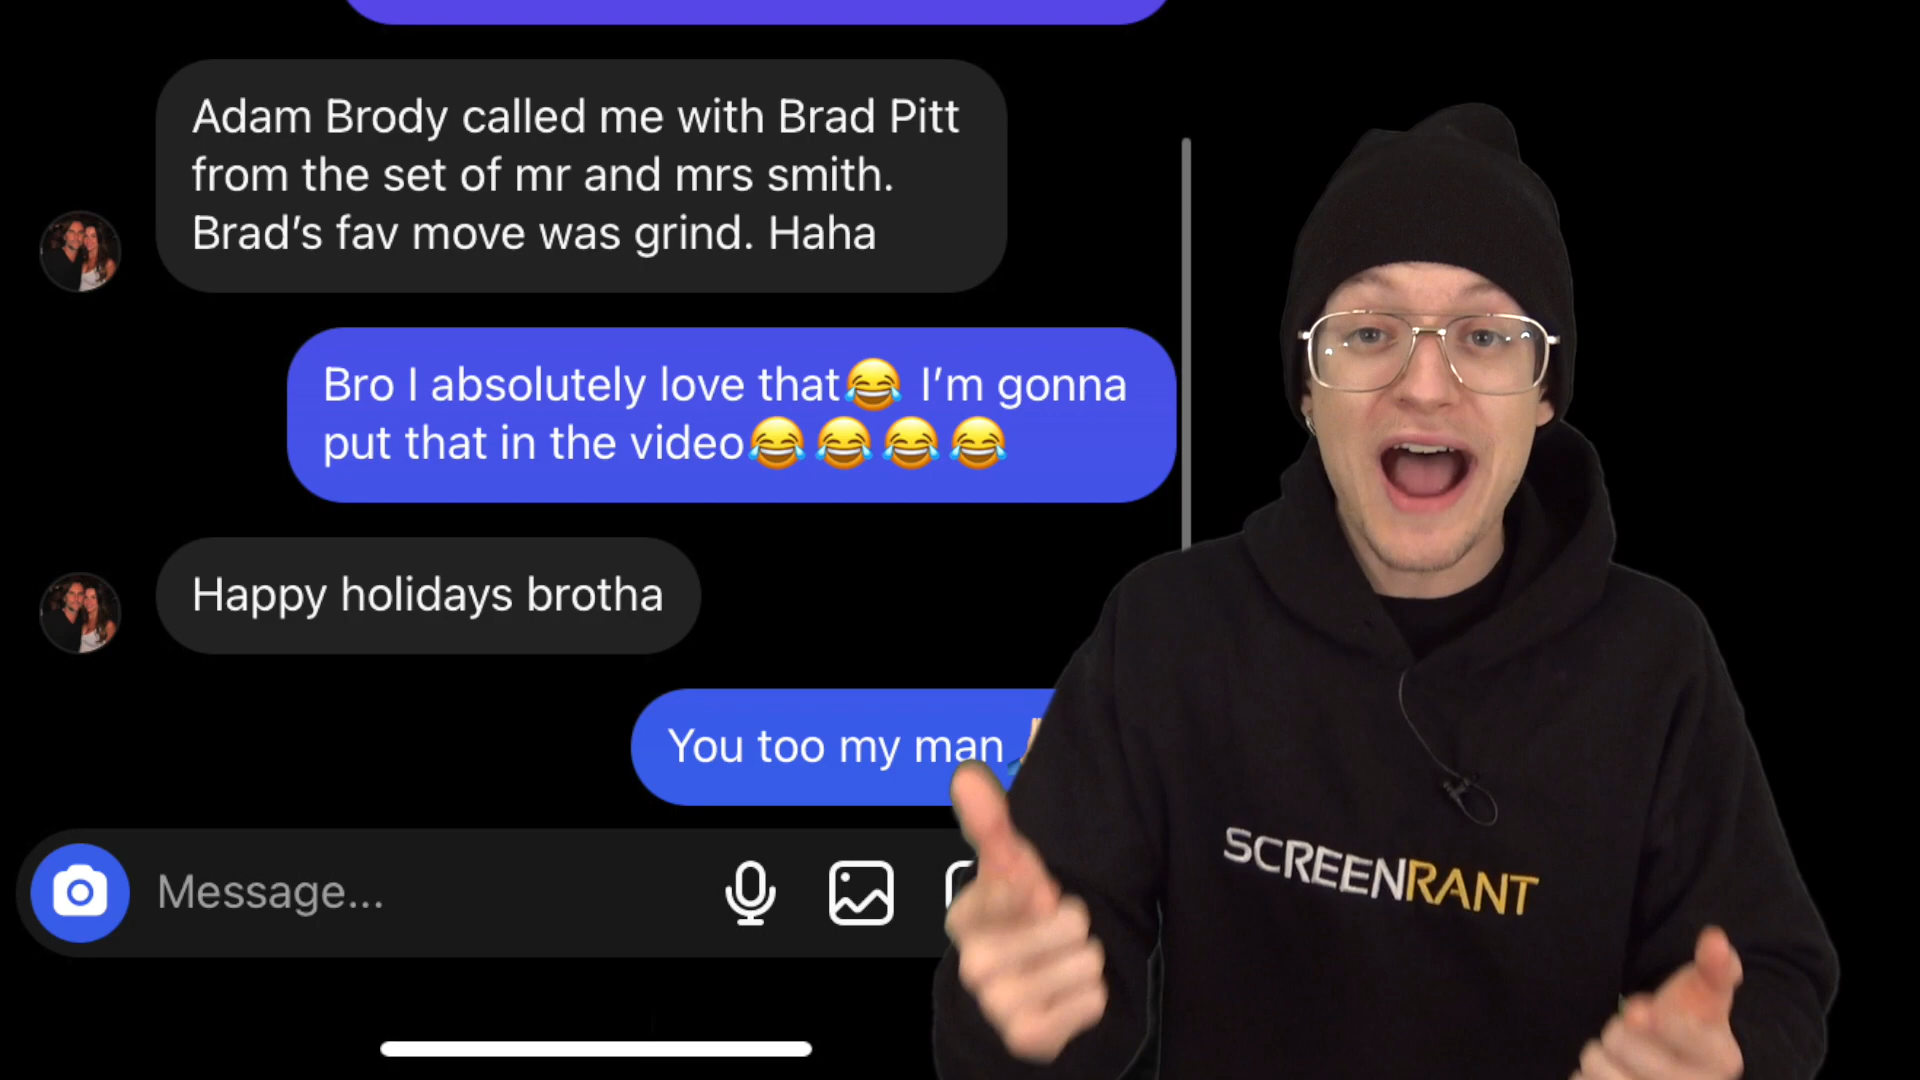 Adam Brody called me with Brad Pitt
from the set of mr and mrs smith.
Brad’s fav move was grind. Haha
Bro I absolutely love that😂 I’m gonna
put that in the video😂😂😂😂
Happy holidays brotha
You too my man
Message...
SCREENRANT